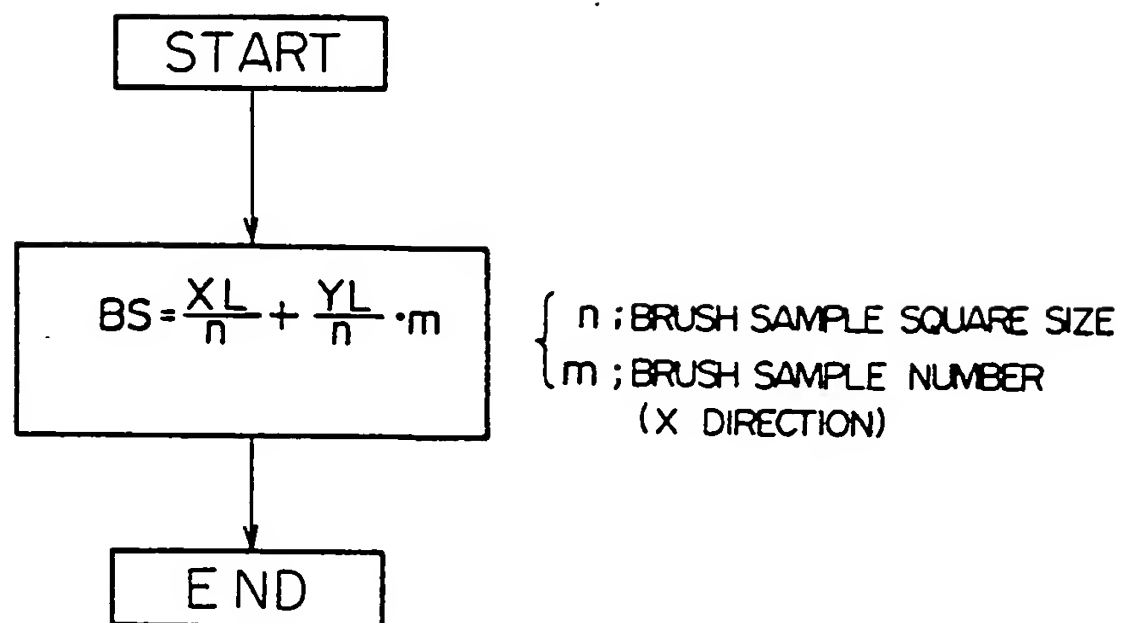 START
BS = XL/n + YL/n · m
n ; BRUSH SAMPLE SQUARE SIZE
m ; BRUSH SAMPLE NUMBER
(X DIRECTION)
END